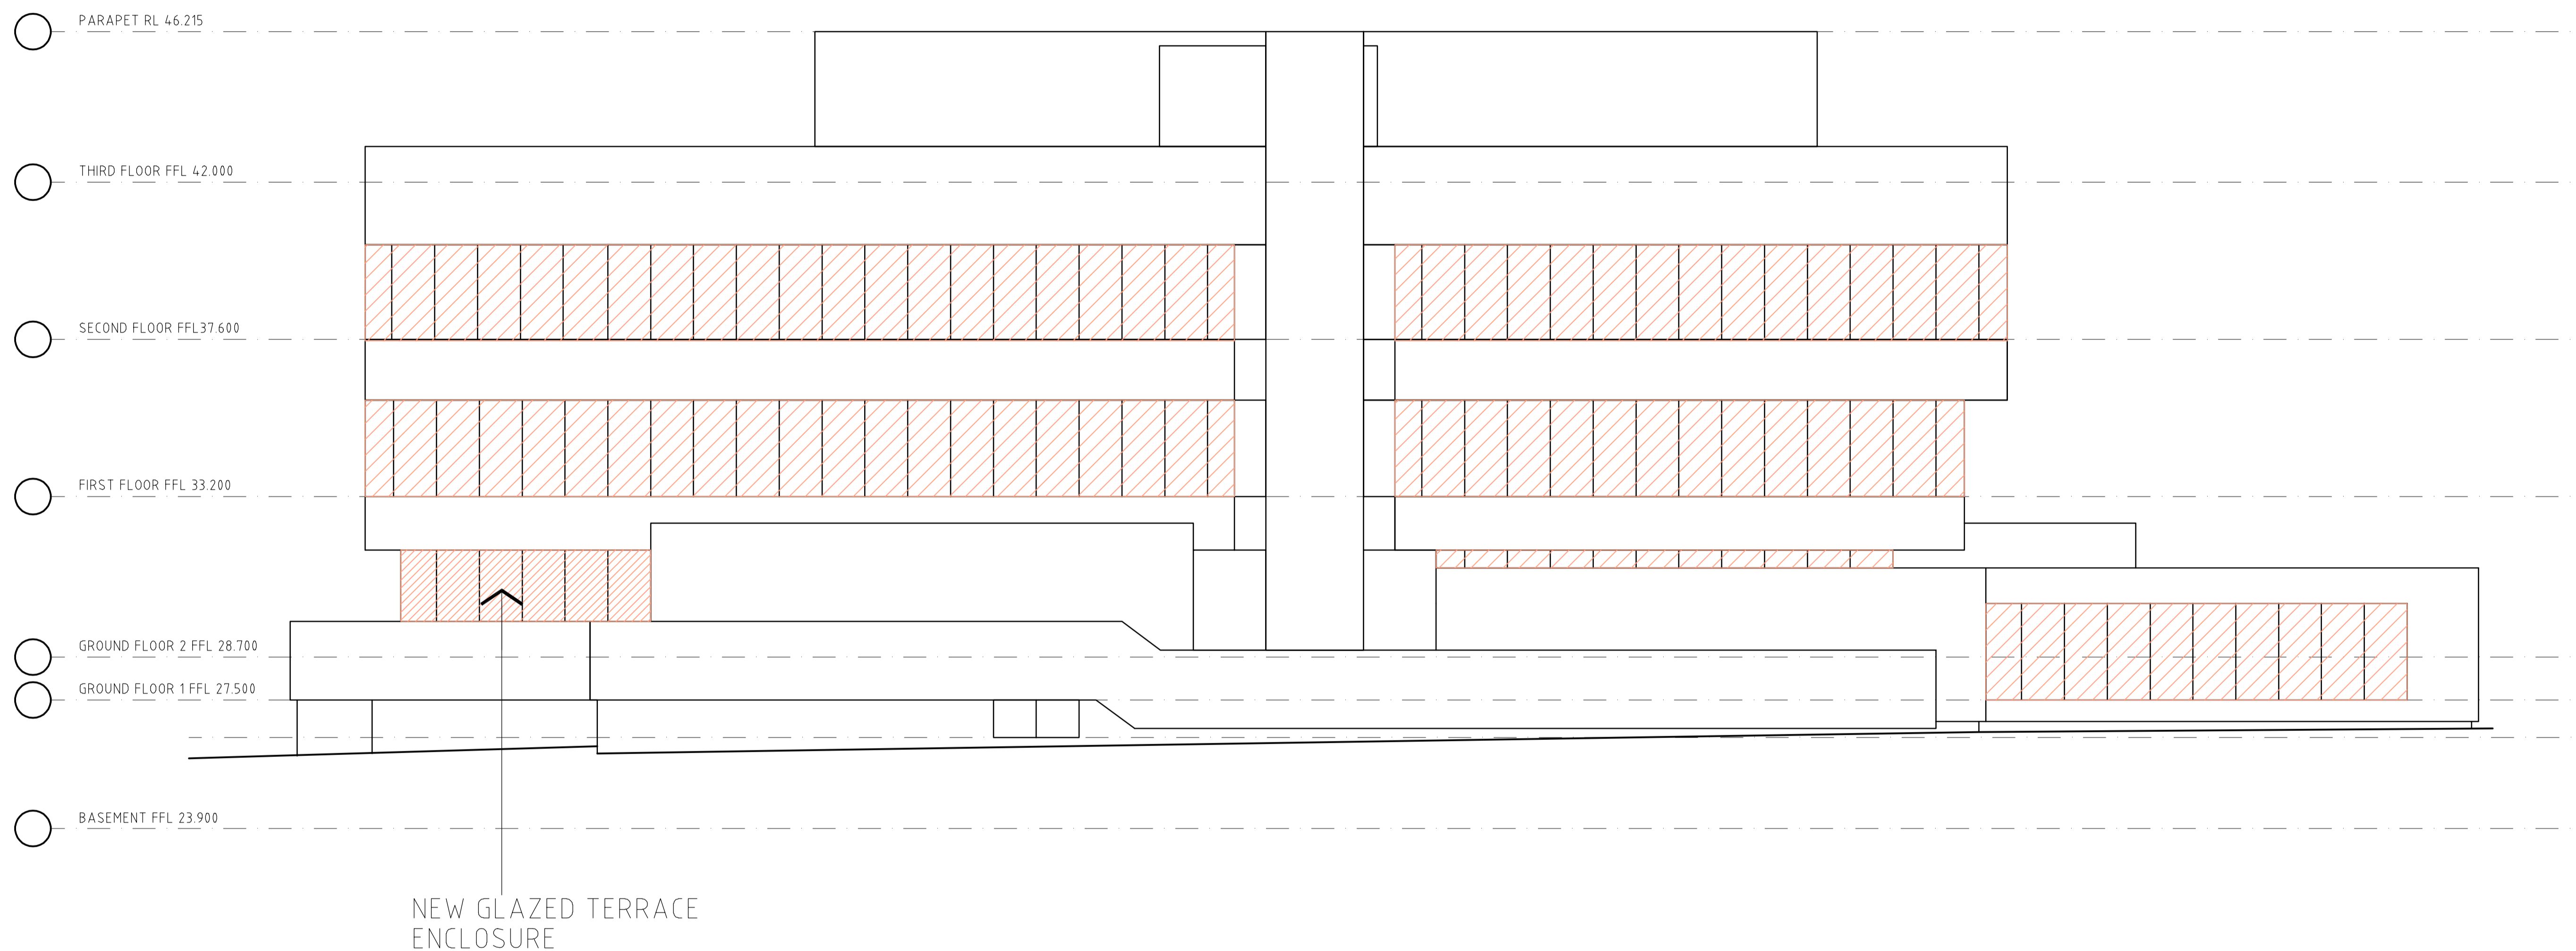 PARAPET RL 46.215
THIRD FLOOR FFL 42.000
SECOND FLOOR FFL37.600
FIRST FLOOR FFL 33.200
GROUND FLOOR 2 FFL 28.700
GROUND FLOOR 1 FFL 27.500
BASEMENT FFL 23.900
NEW GLAZED TERRACE
ENCLOSURE